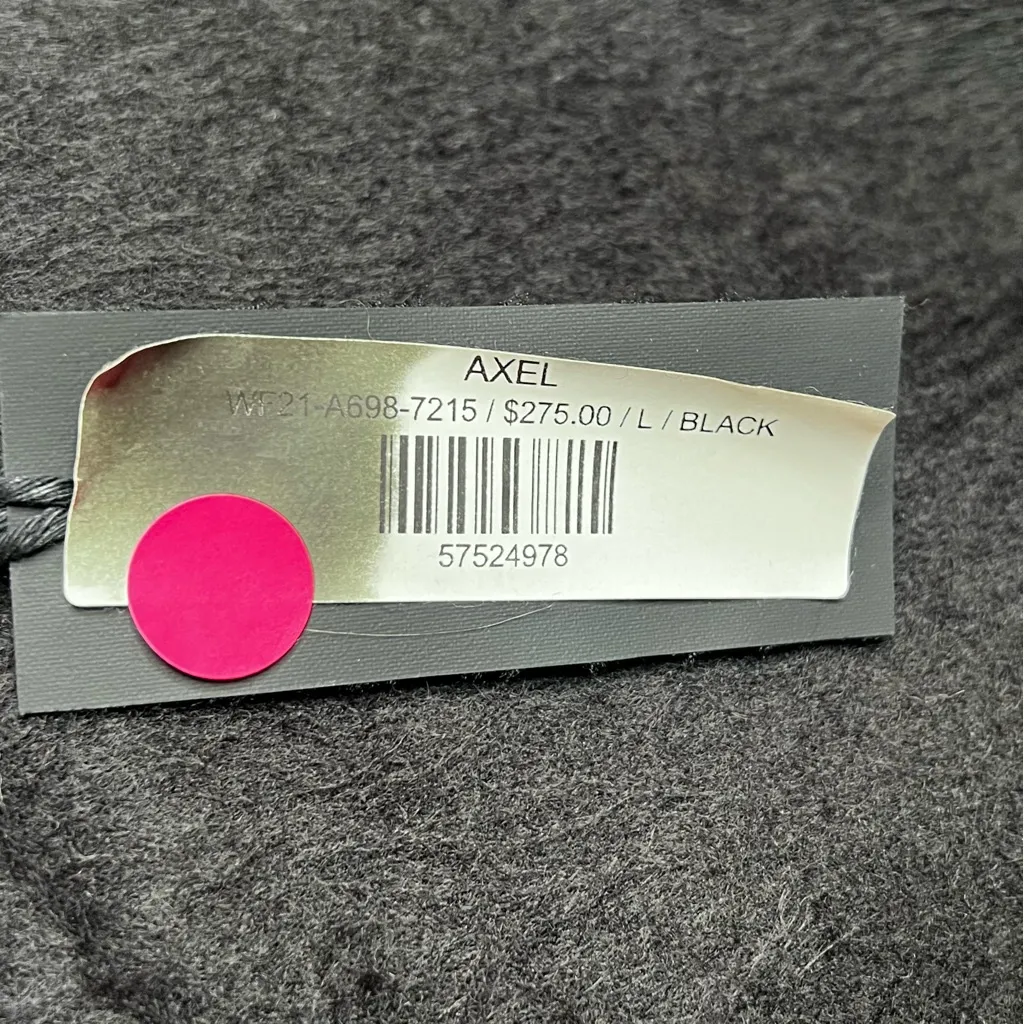 AXEL
WF21-A698-7215 / $275.00 / L / BLACK
57524978